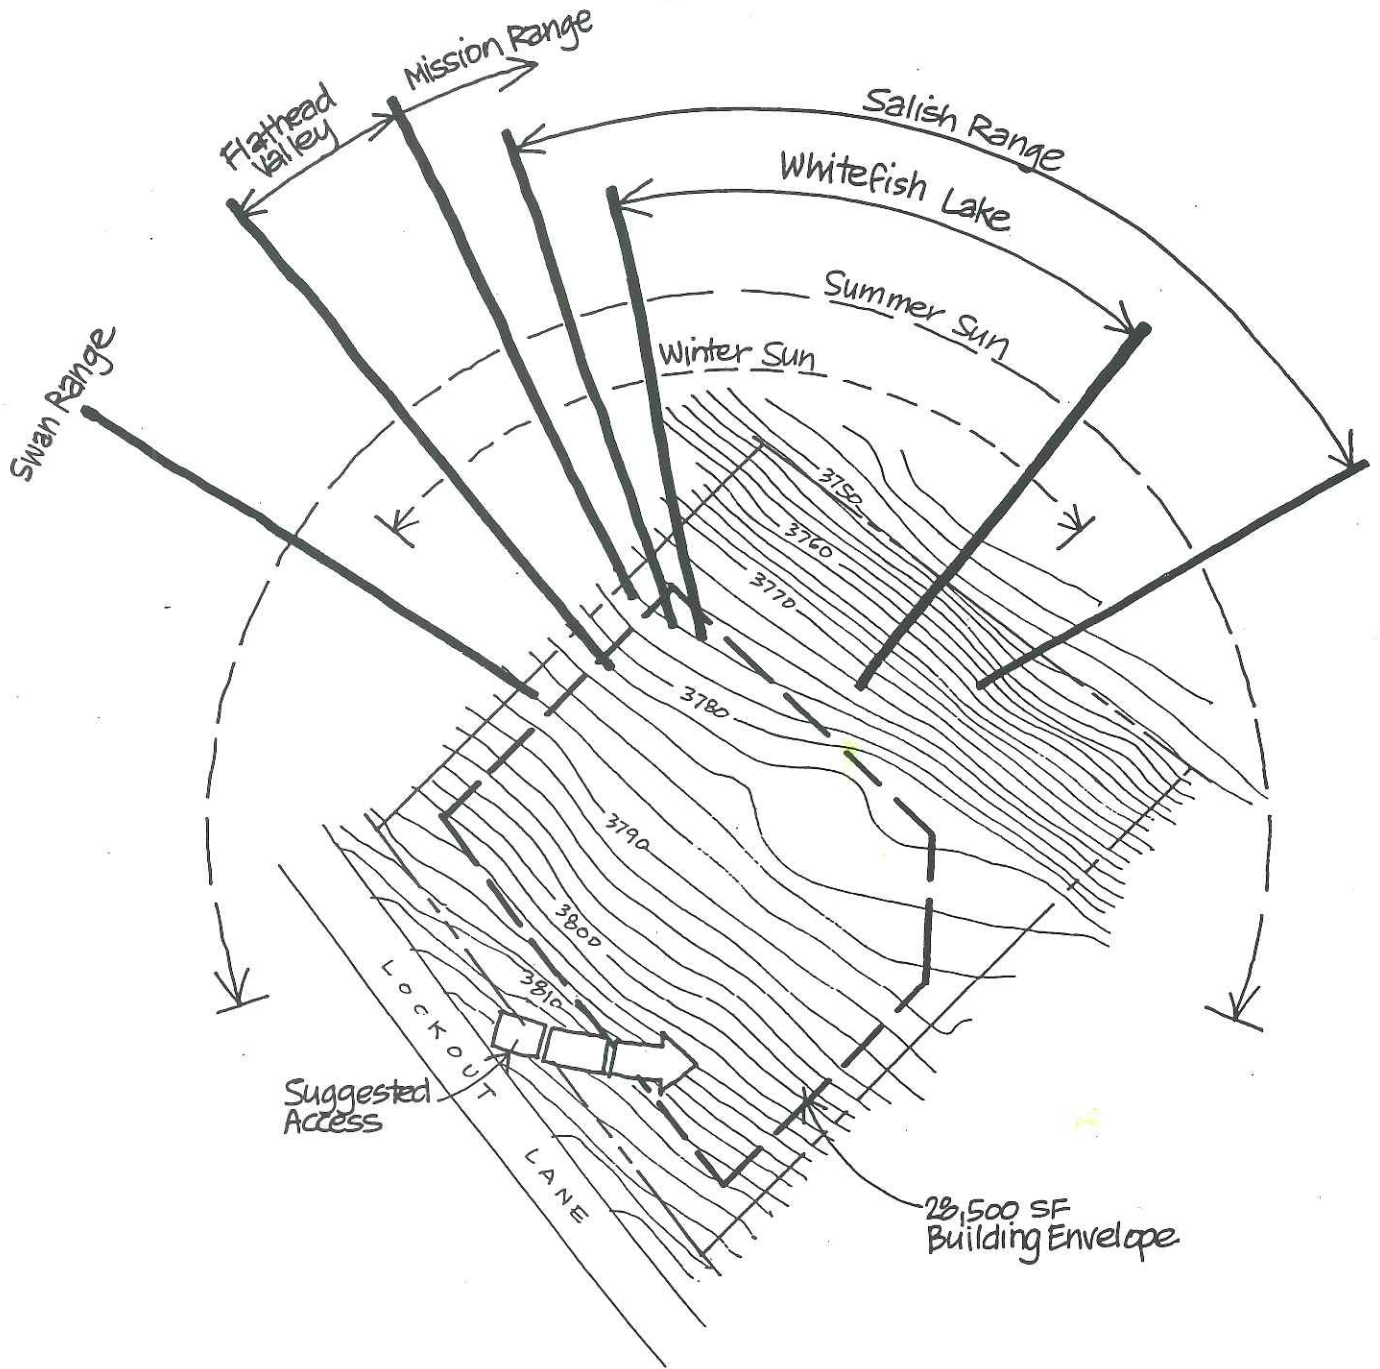 Mission Range
Flathead
Valley
Salish Range
Whitefish Lake
Summer Sun
Winter Sun
Swan Range
3750
3760
3770
3780
3790
3800
3810
LOCKOUT LANE
Suggested
Access
28,500 SF
Building Envelope